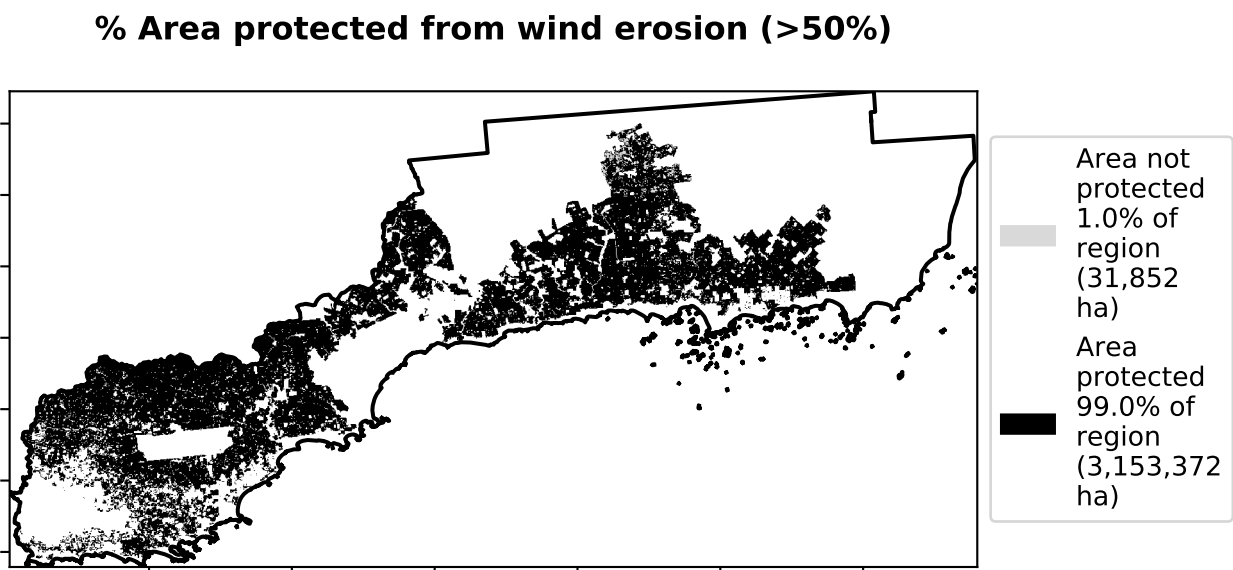 % Area protected from wind erosion (>50%)
Area not
protected
1.0% of
region
(31,852
ha)
Area
protected
99.0% of
region
(3,153,372
ha)